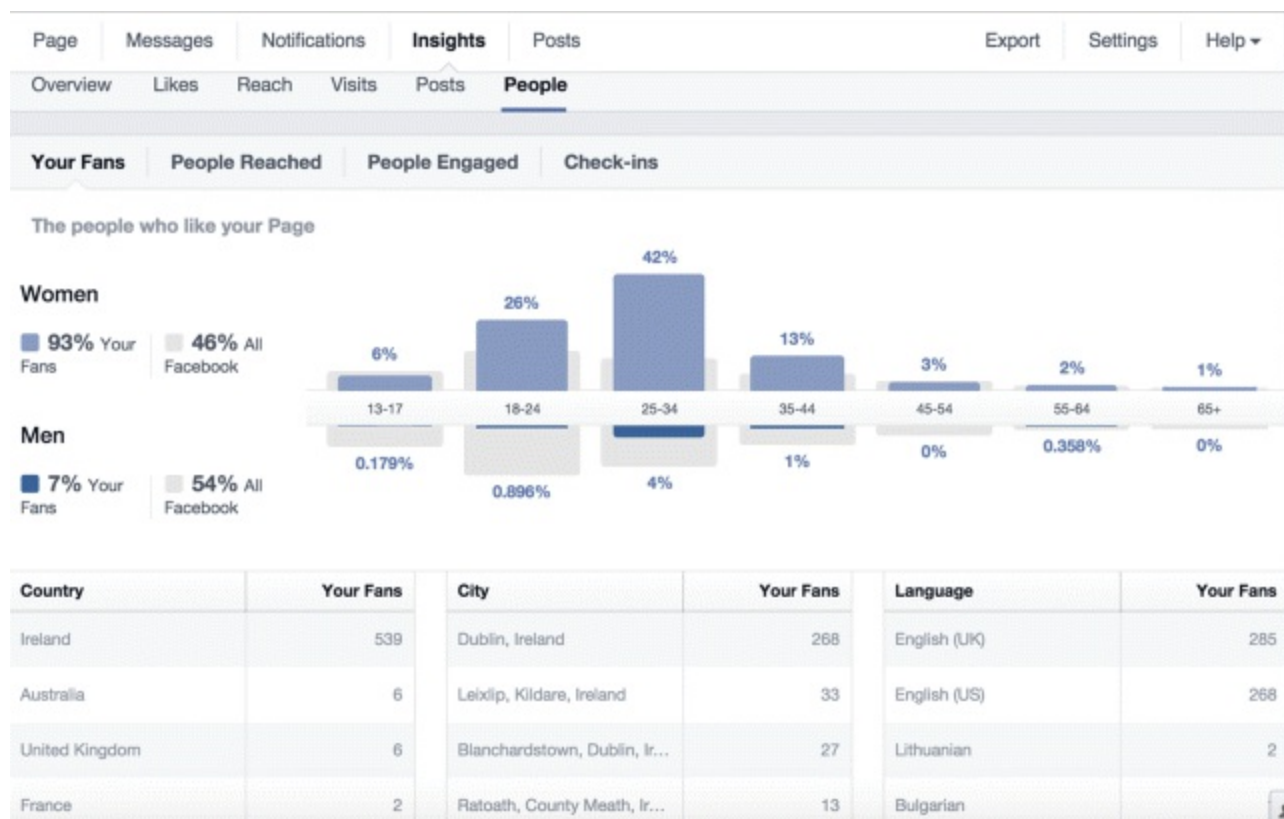 Page Messages Notifications Insights Posts Export Settings Help
Overview Likes Reach Visits Posts People
Your Fans People Reached People Engaged Check-ins
The people who like your Page
Women
93% Your Fans
46% All Facebook
6% 26% 42% 13% 3% 2% 1%
13-17 18-24 25-34 35-44 45-54 55-64 65+
0.179% 0.896% 4% 1% 0% 0.358% 0%
Men
7% Your Fans
54% All Facebook
Country Your Fans City Your Fans Language Your Fans
Ireland 539 Dublin, Ireland 268 English (UK) 285
Australia 6 Leixlip, Kildare, Ireland 33 English (US) 268
United Kingdom 6 Blanchardstown, Dublin, Ir... 27 Lithuanian 2
France 2 Ratoath, County Meath, Ir... 13 Bulgarian